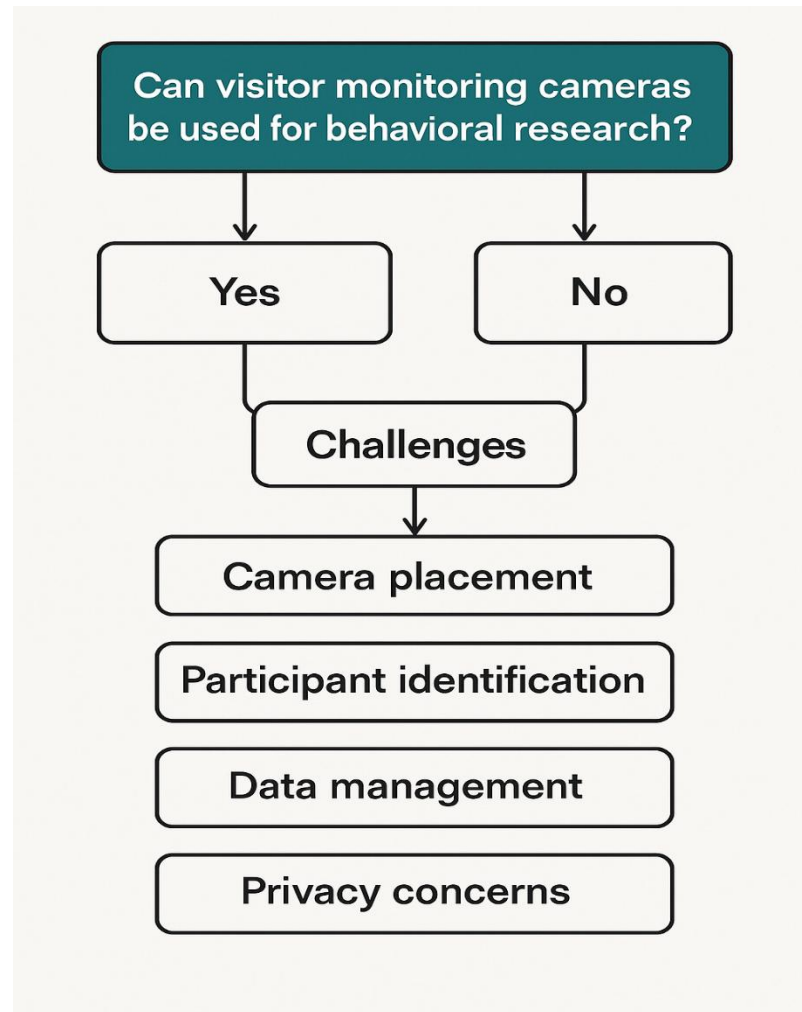 Can visitor monitoring cameras
be used for behavioral research?
Yes
No
Challenges
Camera placement
Participant identification
Data management
Privacy concerns